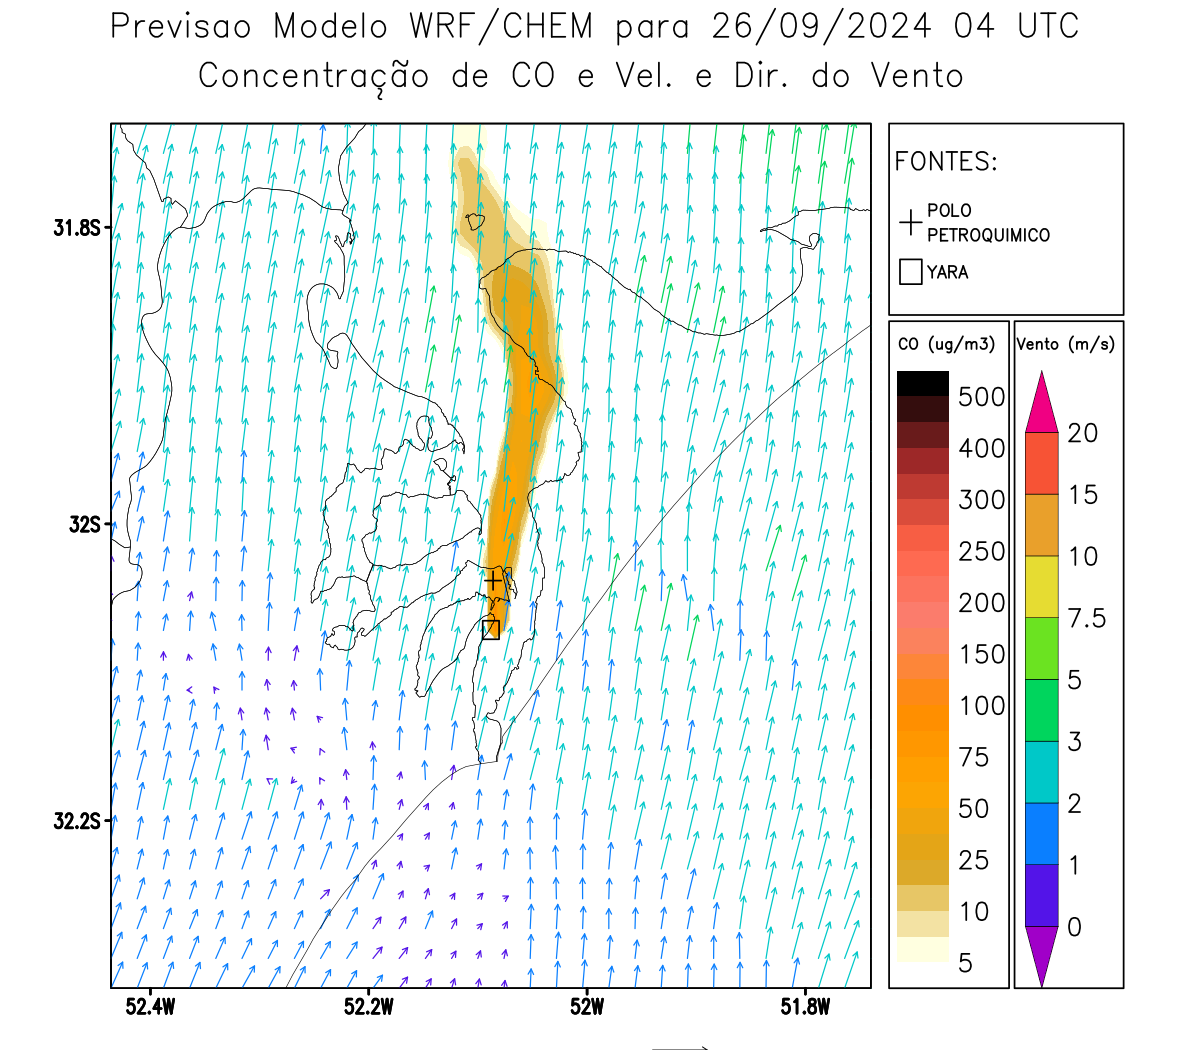 Previsao Modelo WRF/CHEM para 26/09/2024 04 UTC
Concentração de CO e Vel. e Dir. do Vento
FONTES:
POLO
PETROQUIMICO
YARA
CO (ug/m3)
500
400
300
250
200
150
100
75
50
25
10
5
Vento (m/s)
20
15
10
7.5
5
3
2
1
0
31.8S
32S
32.2S
52.4W
52.2W
52W
51.8W